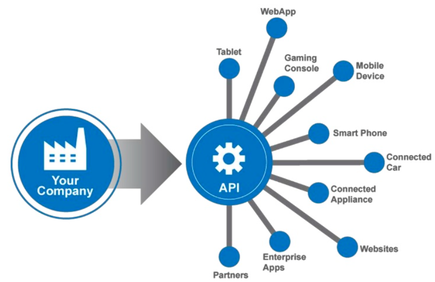 WebApp
Tablet
Gaming
Console
Mobile
Device
Smart Phone
Your
Company
API
Connected
Car
Connected
Appliance
Websites
Enterprise
Apps
Partners